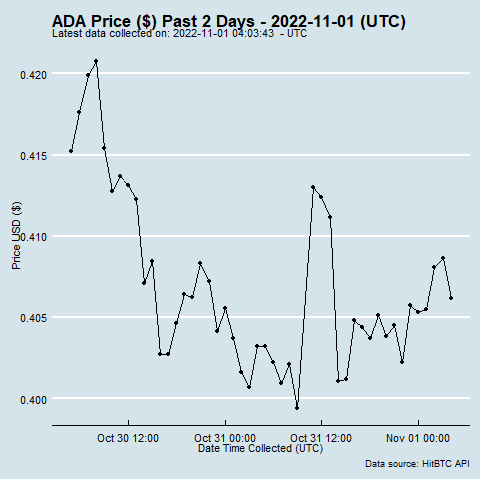 ADA Price ($) Past 2 Days - 2022-11-01 (UTC)
Latest data collected on: 2022-11-01 04:03:43 - UTC
0.420
0.415
0.410
0.405
0.400
Price USD ($)
Oct 30 12:00
Oct 31 00:00
Oct 31 12:00
Nov 01 00:00
Date Time Collected (UTC)
Data source: HitBTC API